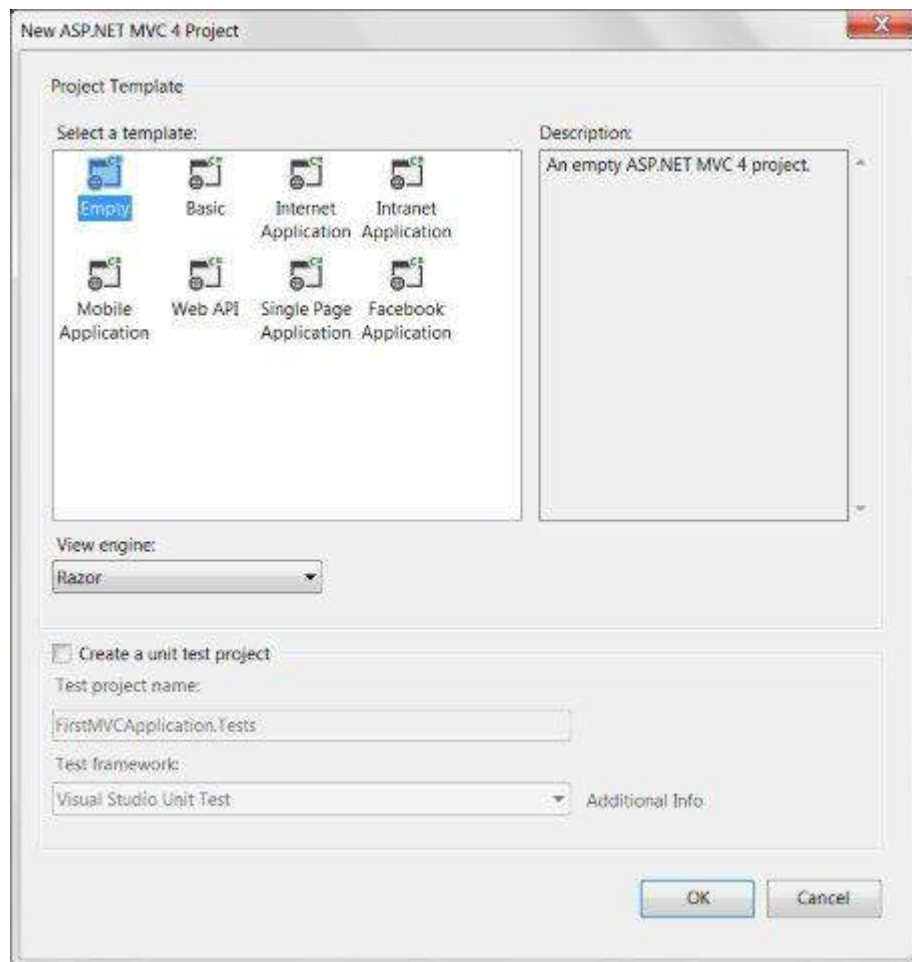 New ASP.NET MVC 4 Project
Project Template
Select a template:
Description:
Empty
Basic
Internet Application
Intranet Application
An empty ASP.NET MVC 4 project.
Mobile Application
Web API
Single Page Application
Facebook Application
View engine:
Razor
Create a unit test project
Test project name:
FirstMVCApplication.Tests
Test framework:
Visual Studio Unit Test
Additional Info
OK
Cancel